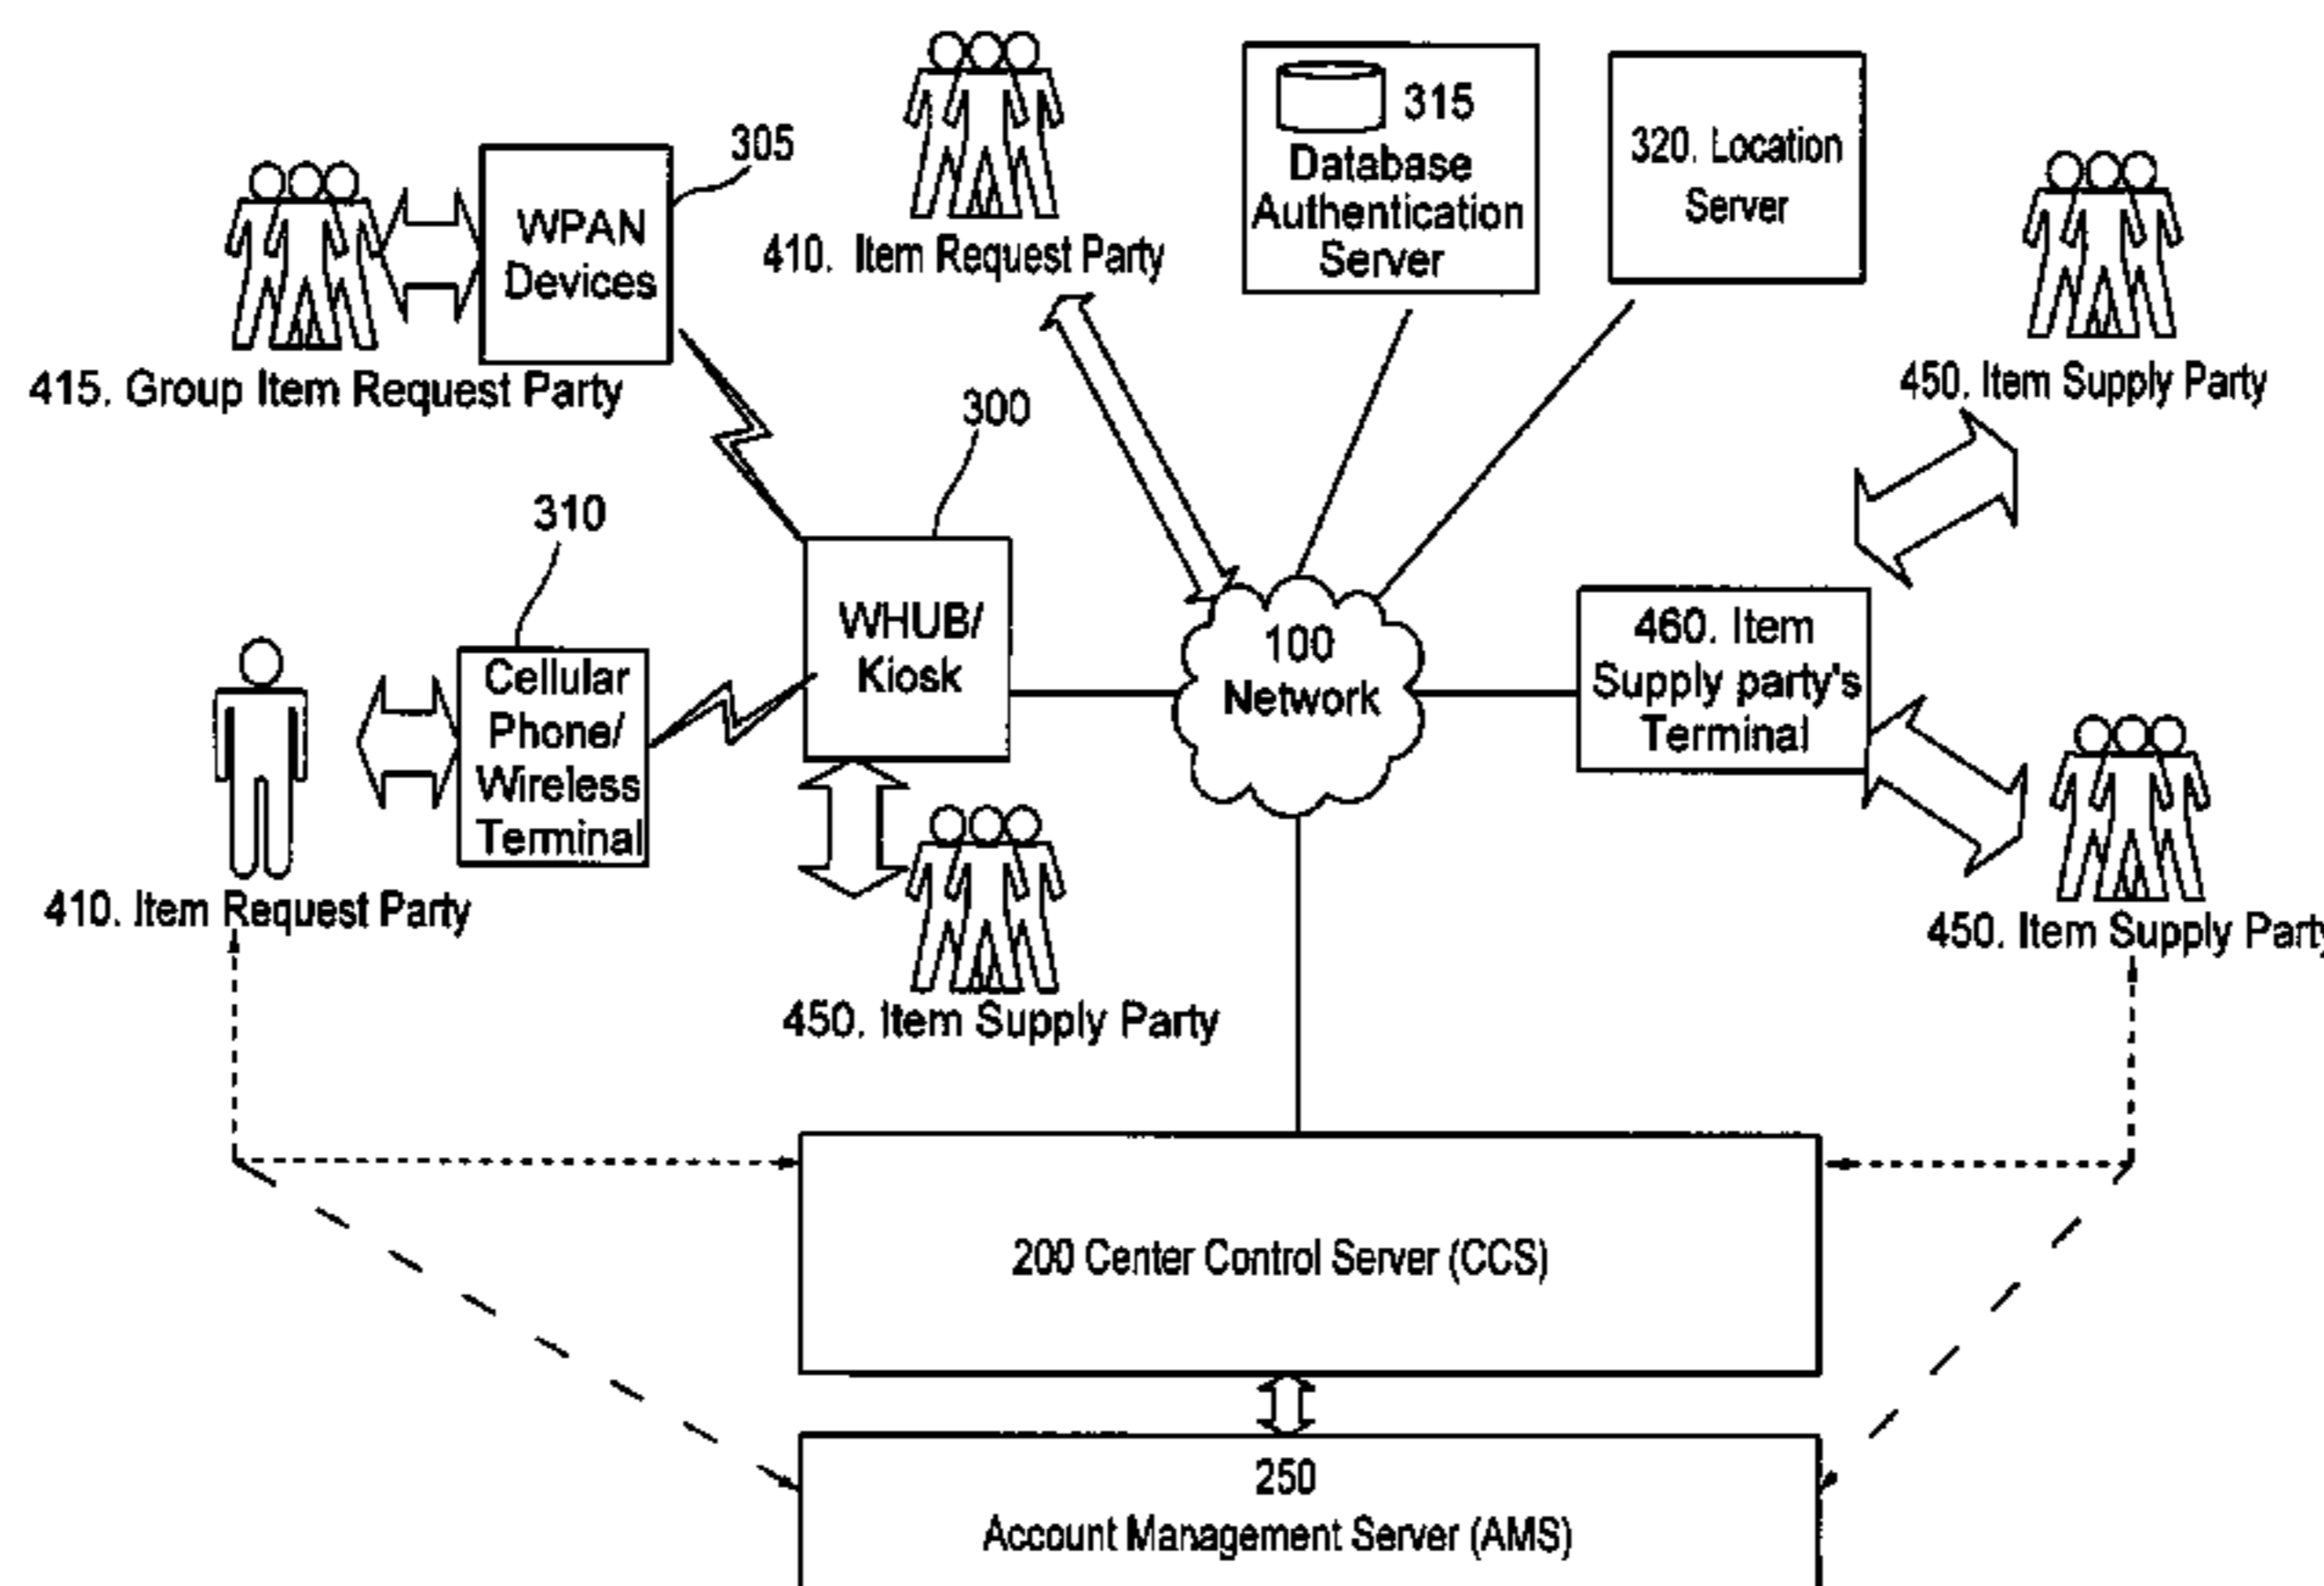 305
WPAN
Devices
415. Group Item Request Party
410. Item Request Party
315
Database
Authentication
Server
320. Location
Server
450. Item Supply Party
300
310
WHUB/
Kiosk
Cellular
Phone/
Wireless
Terminal
410. Item Request Party
450. Item Supply Party
100
Network
460. Item
Supply party's
Terminal
450. Item Supply Party
200 Center Control Server (CCS)
250
Account Management Server (AMS)